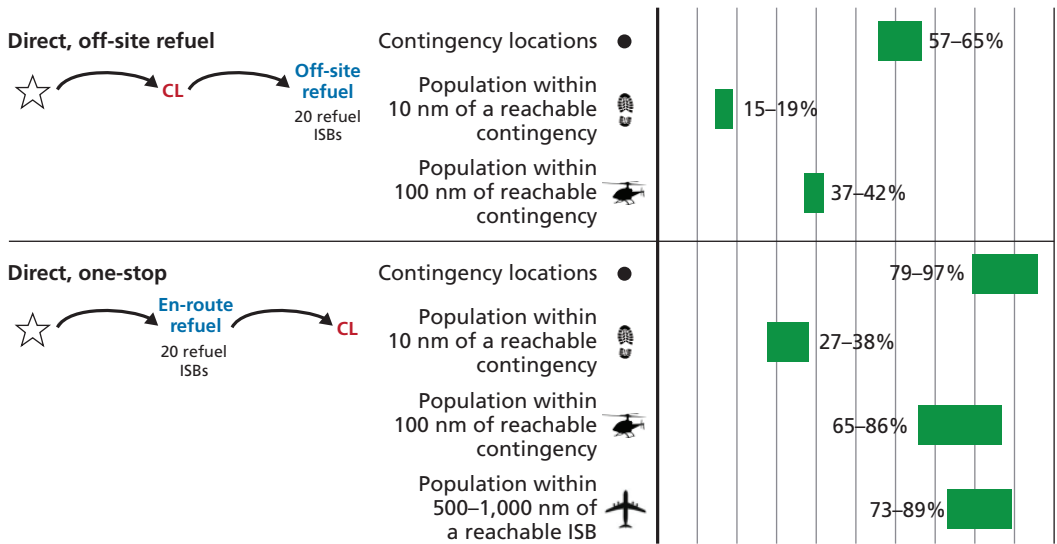 Direct, off-site refuel
CL
Off-site
refuel
20 refuel
ISBs
Contingency locations
57–65%
Population within
10 nm of a reachable
contingency
15–19%
Population within
100 nm of reachable
contingency
37–42%
Direct, one-stop
En-route
refuel
20 refuel
ISBs
CL
Contingency locations
79–97%
Population within
10 nm of a reachable
contingency
27–38%
Population within
100 nm of reachable
contingency
65–86%
Population within
500–1,000 nm of
a reachable ISB
73–89%